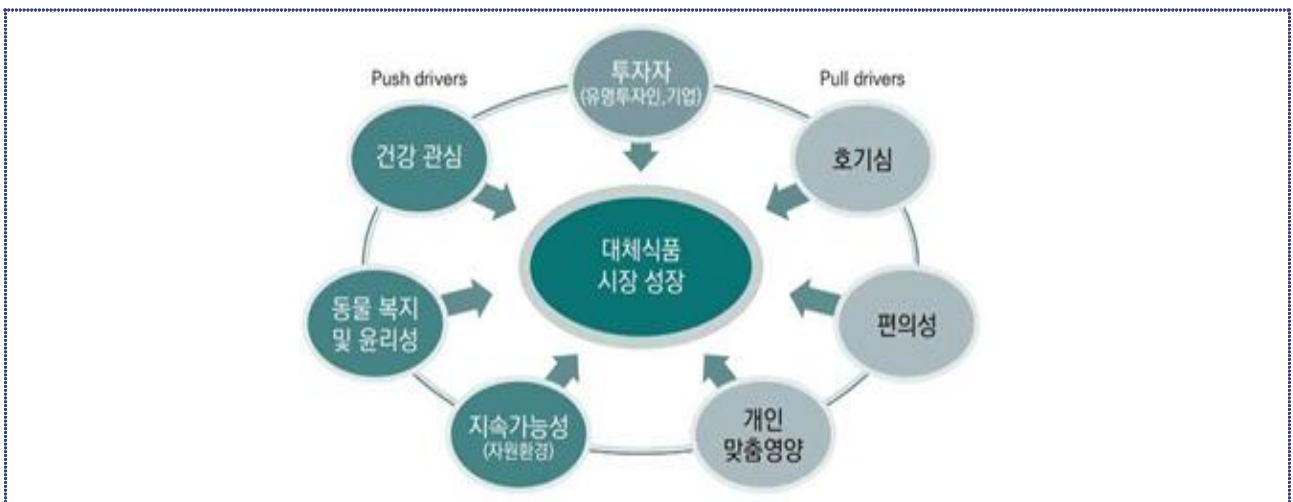 Push drivers
투자자
(유명투자인,기업)
Pull drivers
건강 관심
호기심
대체식품
시장 성장
동물 복지
및 윤리성
편의성
지속가능성
(자원환경)
개인
맞춤영양